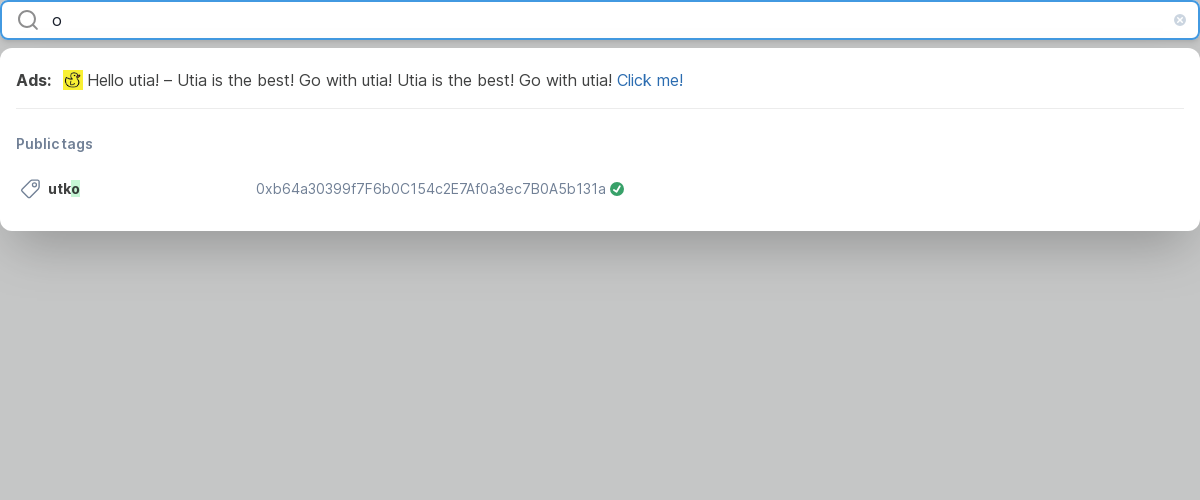 o
Ads: Hello utia! – Utia is the best! Go with utia! Utia is the best! Go with utia! Click me!
Public tags
utko 0xb64a30399f7F6b0C154c2E7Af0a3ec7B0A5b131a